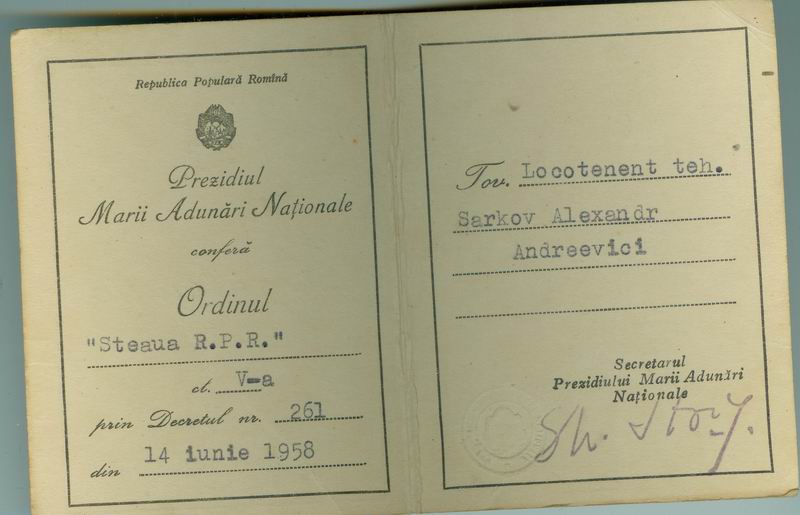 Republica Populară Romînă
Prezidiul
Marii Adunări Naționale
conferă
Ordinul
"Steaua R.P.R."
cl. V-a
prin Decretul nr. 261
din 14 iunie 1958
Tov. Locotenent teh.
Sarkov Alexandr
Andreevici
Secretarul
Prezidiului Marii Adunări
Naționale